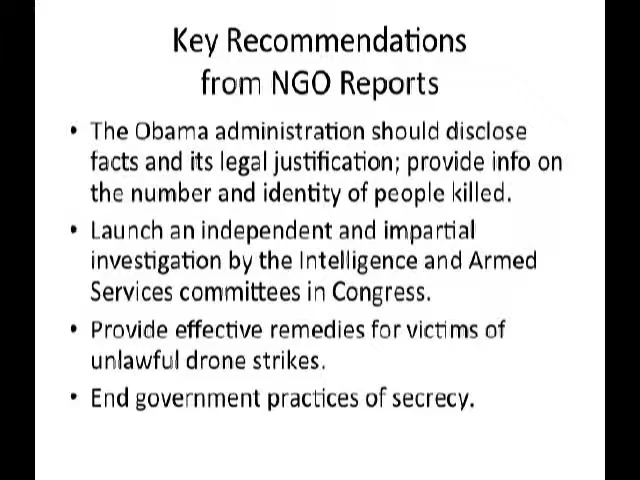 Key Recommendations
from NGO Reports
• The Obama administration should disclose
facts and its legal justification; provide info on
the number and identity of people killed.
• Launch an independent and impartial
investigation by the Intelligence and Armed
Services committees in Congress.
• Provide effective remedies for victims of
unlawful drone strikes.
• End government practices of secrecy.